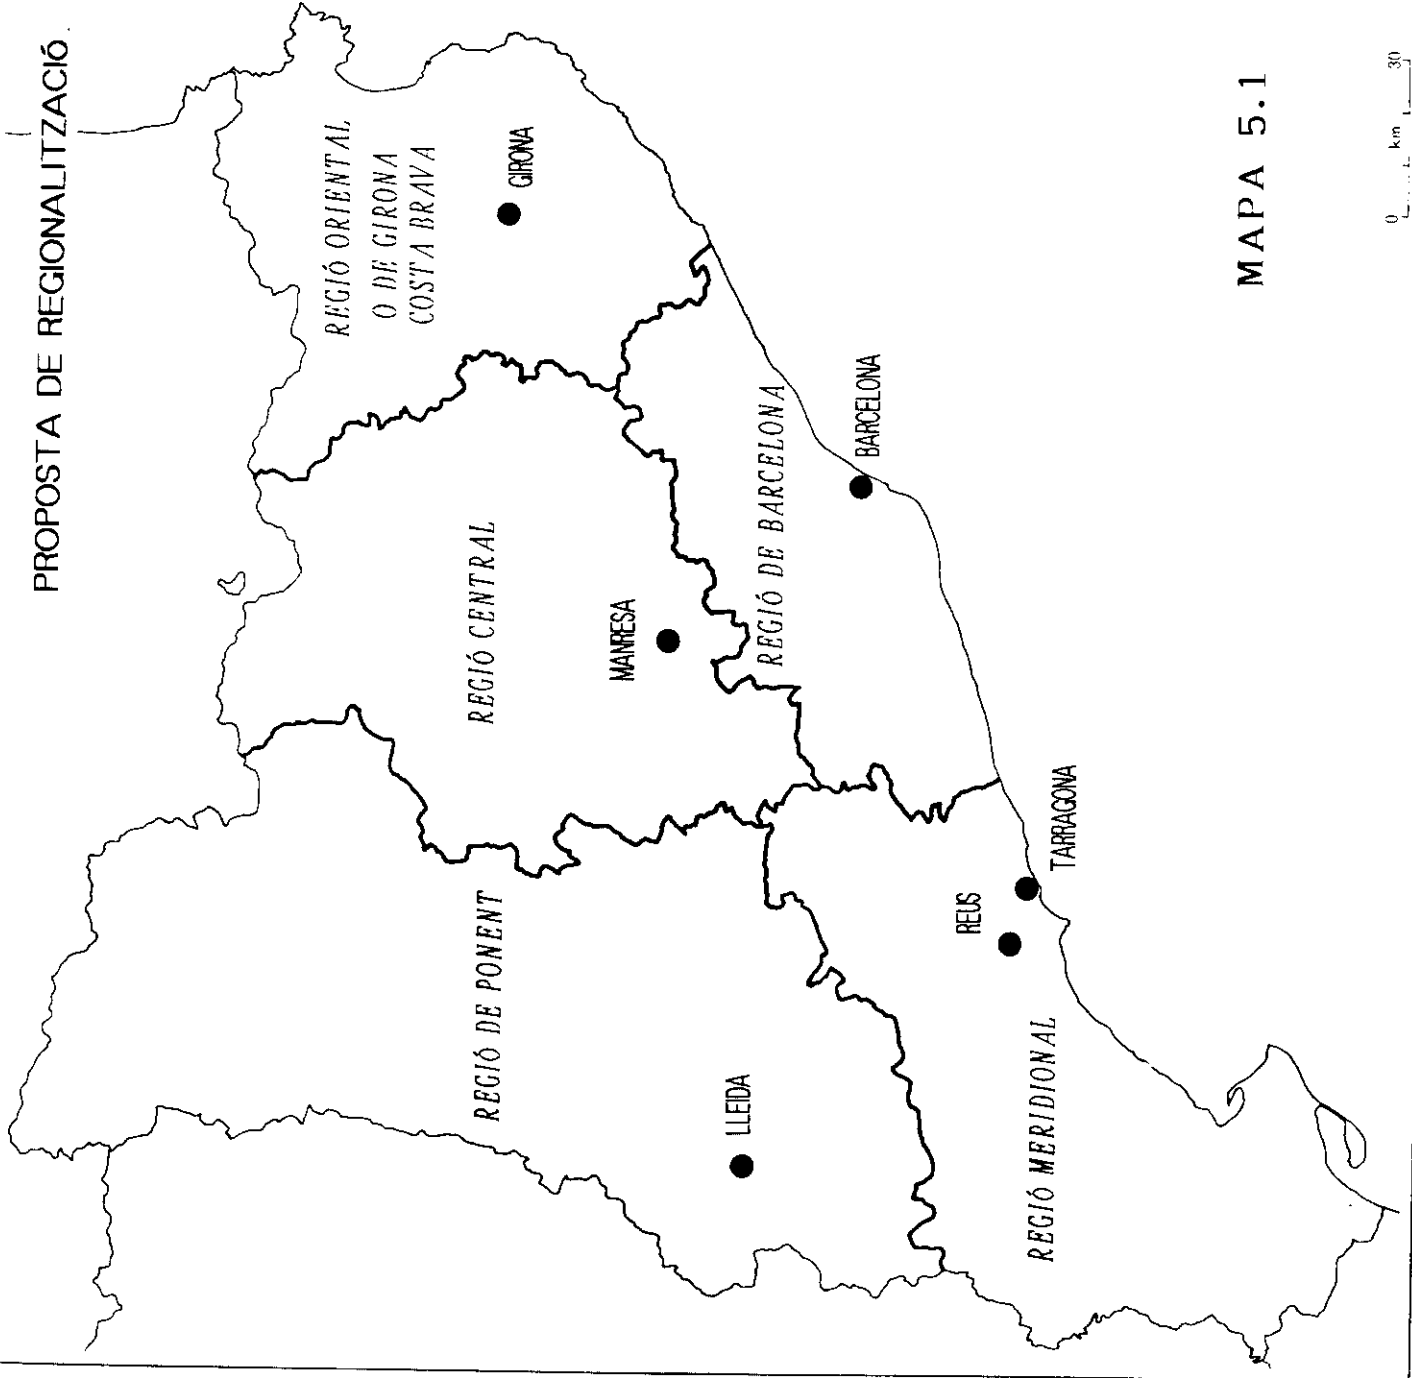 PROPOSTA DE REGIONALITZACIÓ.
REGIÓ ORIENTAL
O DE GIRONA
COSTA BRAVA
GIRONA
REGIÓ CENTRAL
MANRESA
REGIÓ DE BARCELONA
BARCELONA
REGIÓ DE PONENT
LLEIDA
REUS
TARRAGONA
REGIÓ MERIDIONAL
MAPA 5.1
0 km 30